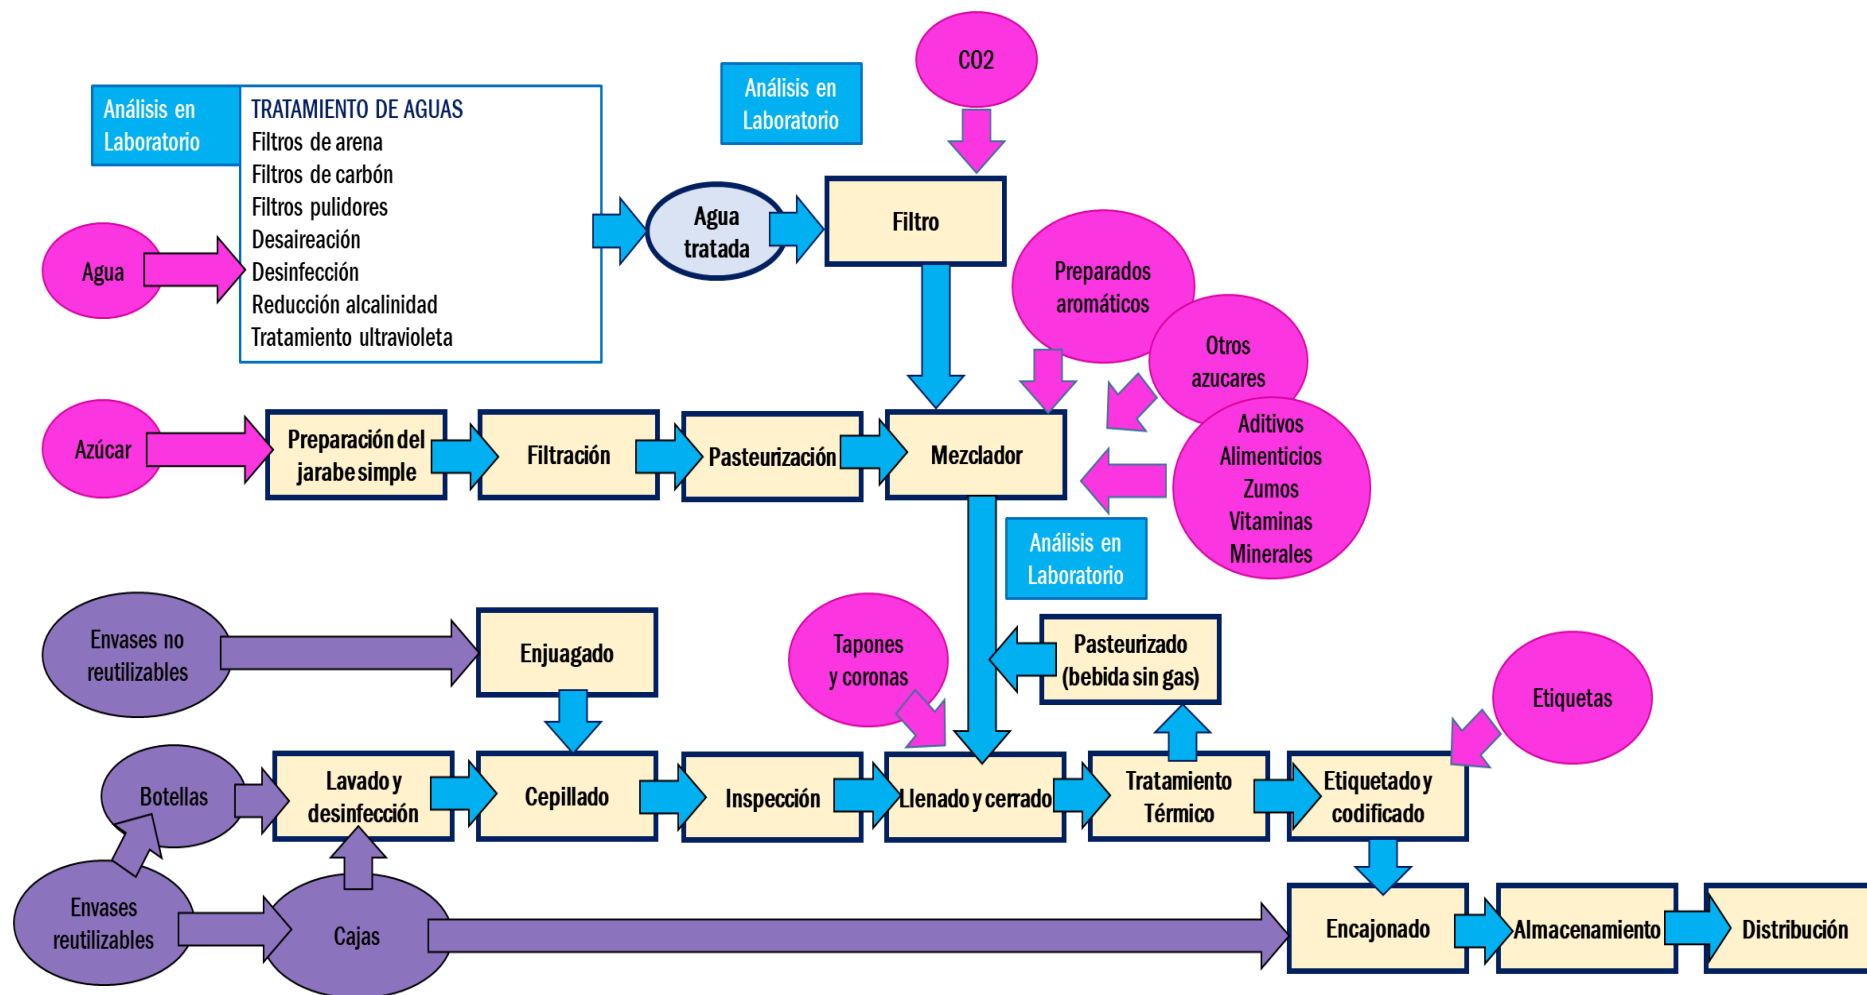 CO2
Análisis en
Laboratorio
Análisis en
Laboratorio
TRATAMIENTO DE AGUAS
Filtros de arena
Filtros de carbón
Filtros pulidores
Desaireación
Desinfección
Reducción alcalinidad
Tratamiento ultravioleta
Agua
Agua
tratada
Filtro
Preparados
aromáticos
Otros
azucares
Aditivos
Alimenticios
Zumos
Vitaminas
Minerales
Azúcar
Preparación del
jarabe simple
Filtración
Pasteurización
Mezclador
Análisis en
Laboratorio
Envases no
reutilizables
Enjuagado
Tapones
y coronas
Pasteurizado
(bebida sin gas)
Etiquetas
Botellas
Lavado y
desinfección
Cepillado
Inspección
Llenado y cerrado
Tratamiento
Térmico
Etiquetado y
codificado
Envases
reutilizables
Cajas
Encajonado
Almacenamiento
Distribución